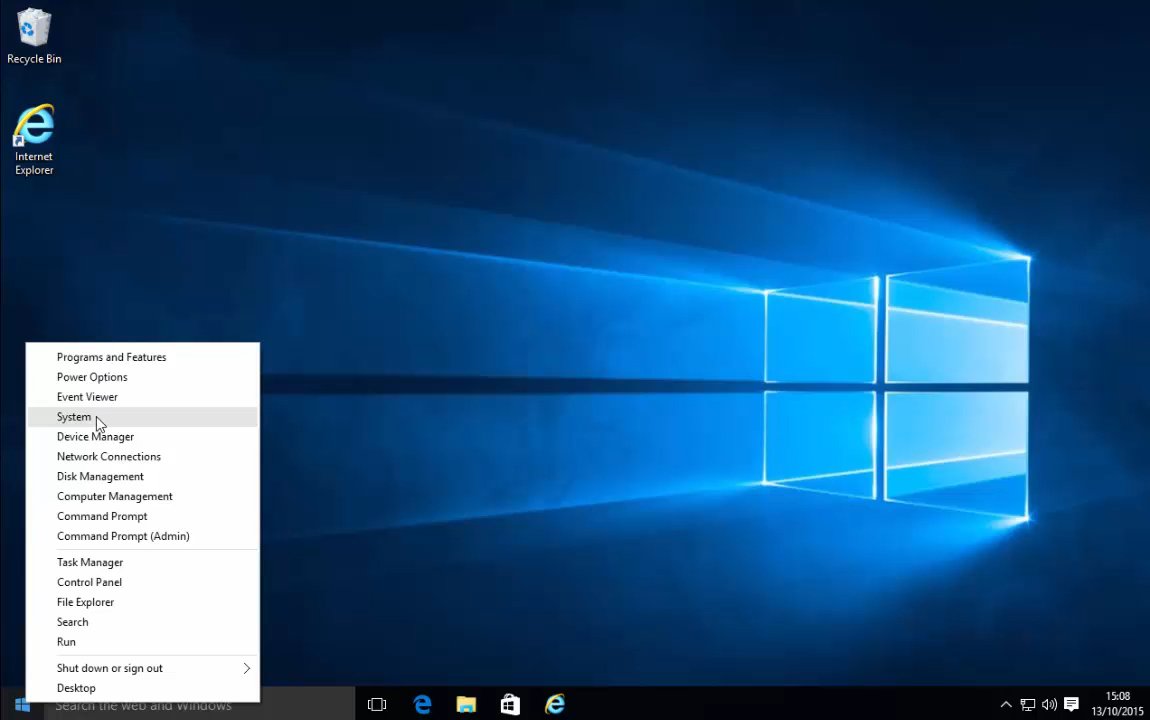 Recycle Bin
Internet
Explorer
Programs and Features
Power Options
Event Viewer
System
Device Manager
Network Connections
Disk Management
Computer Management
Command Prompt
Command Prompt (Admin)
Task Manager
Control Panel
File Explorer
Search
Run
Shut down or sign out
Desktop
Search the web and Windows
15:08
13/10/2015